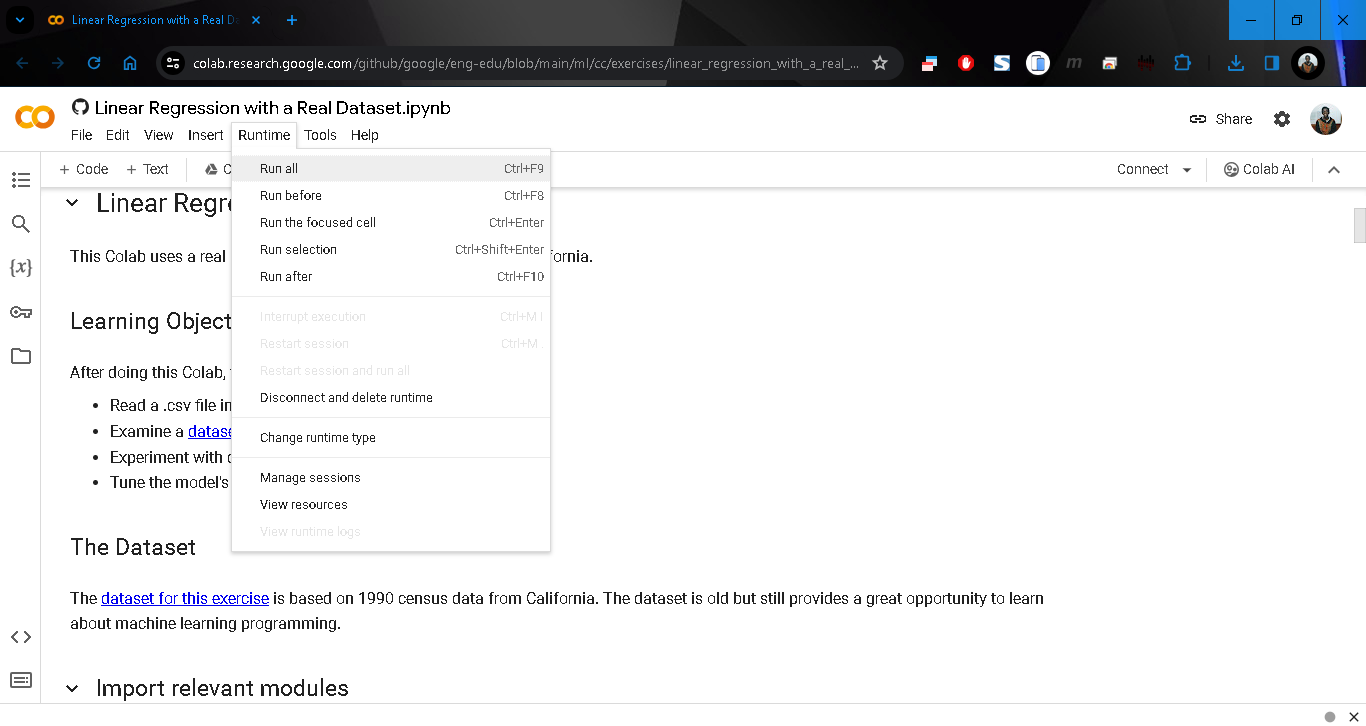 Linear Regression with a Real D
colab.research.google.com/github/google/eng-edu/blob/main/ml/cc/exercises/linear_regression_with_a_real_...
Linear Regression with a Real Dataset.ipynb
File Edit View Insert Runtime Tools Help
Share
+ Code + Text
Connect
Colab AI
Run all Ctrl+F9
Run before Ctrl+F8
Run the focused cell Ctrl+Enter
Run selection Ctrl+Shift+Enter
Run after Ctrl+F10
Interrupt execution Ctrl+M I
Restart session Ctrl+M .
Restart session and run all
Disconnect and delete runtime
Change runtime type
Manage sessions
View resources
View runtime logs
Linear Regr
This Colab uses a real fornia.
Learning Object
After doing this Colab,
• Read a .csv file in
• Examine a datase
• Experiment with
• Tune the model's
The Dataset
The dataset for this exercise is based on 1990 census data from California. The dataset is old but still provides a great opportunity to learn
about machine learning programming.
Import relevant modules